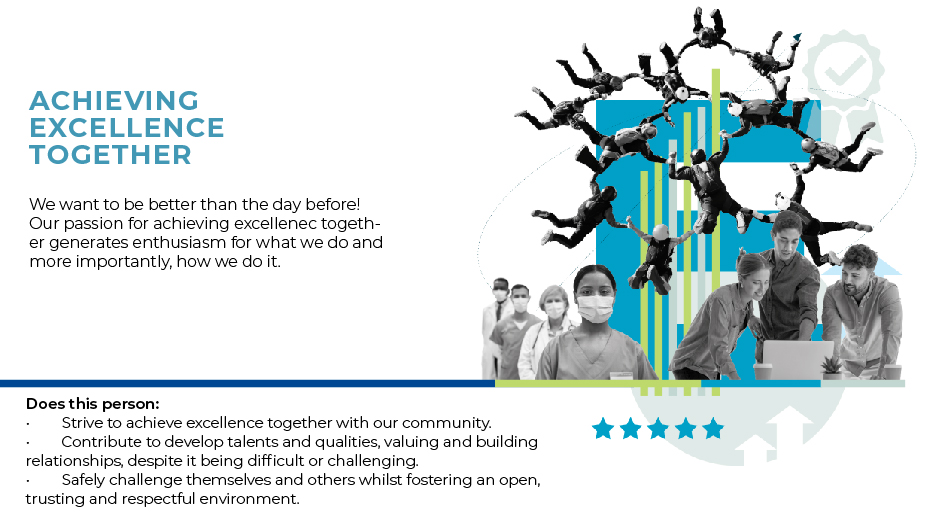 ACHIEVING
EXCELLENCE
TOGETHER
We want to be better than the day before!
Our passion for achieving excellenec togeth-
er generates enthusiasm for what we do and
more importantly, how we do it.
Does this person:
· Strive to achieve excellence together with our community.
· Contribute to develop talents and qualities, valuing and building
relationships, despite it being difficult or challenging.
· Safely challenge themselves and others whilst fostering an open,
trusting and respectful environment.